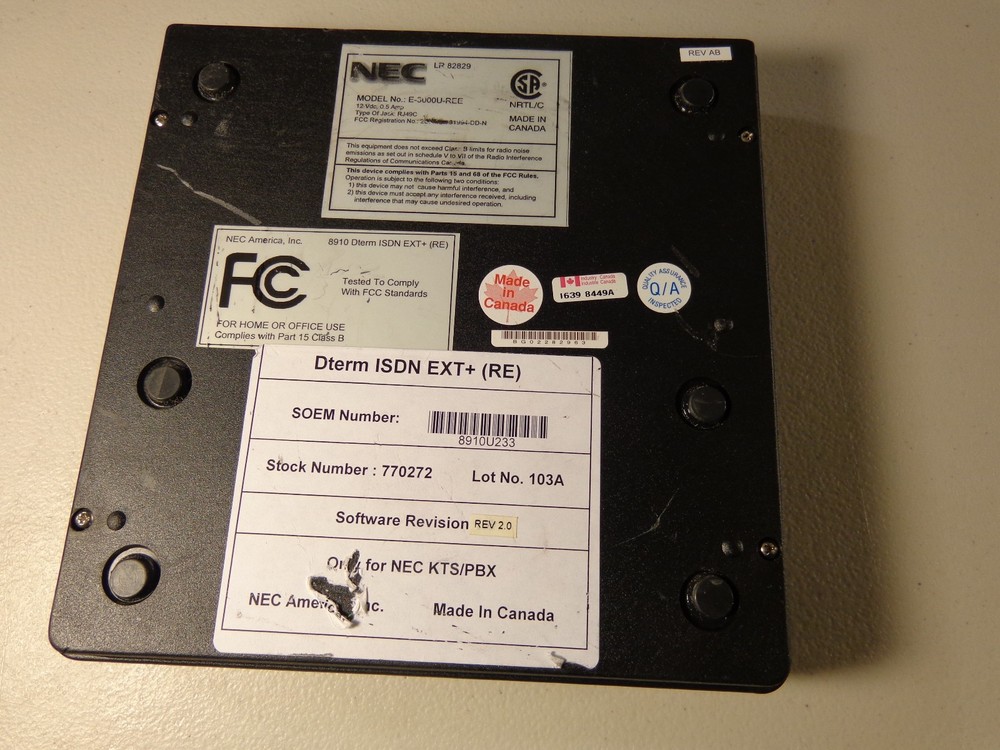 REV AB
NEC LR 82829
NRTL/C
MODEL No.:
12 Vdc, 0.5 Amp
Type Of Jack: RJ49C
FCC Registration No.:
MADE IN
CANADA
This equipment does not exceed Class B limits for radio noise
emissions as set out in schedule V to VII of the Radio Interference
Regulations of Communications Canada.
This device complies with Parts 15 and 68 of the FCC Rules.
Operation is subject to the following two conditions:
1) this device may not cause harmful interference, and
2) this device must accept any interference received, including
interference that may cause undesired operation.
NEC America, Inc. 8910 Dterm ISDN EXT+ (RE)
FC
Tested To Comply
With FCC Standards
FOR HOME OR OFFICE USE
Complies with Part 15 Class B
Made
in
Canada
Industry Canada
Industrie Canada
1639 8449A
QUALITY ASSURANCE
Q/A
INSPECTED
BG02282963
Dterm ISDN EXT+ (RE)
SOEM Number:
8910U233
Stock Number : 770272 Lot No. 103A
Software Revision REV 2.0
Only for NEC KTS/PBX
NEC America Inc. Made In Canada